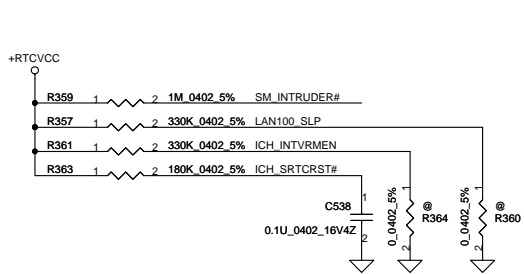 +RTCVCC
R359 1 2 1M_0402_5% SM_INTRUDER#
R357 1 2 330K_0402_5% LAN100_SLP
R361 1 2 330K_0402_5% ICH_INTVRMEN
R363 1 2 180K_0402_5% ICH_SRTCRST#
C538 1 2
0.1U_0402_16V4Z
0_0402_5% 1 2 @ R364
0_0402_5% 1 2 @ R360